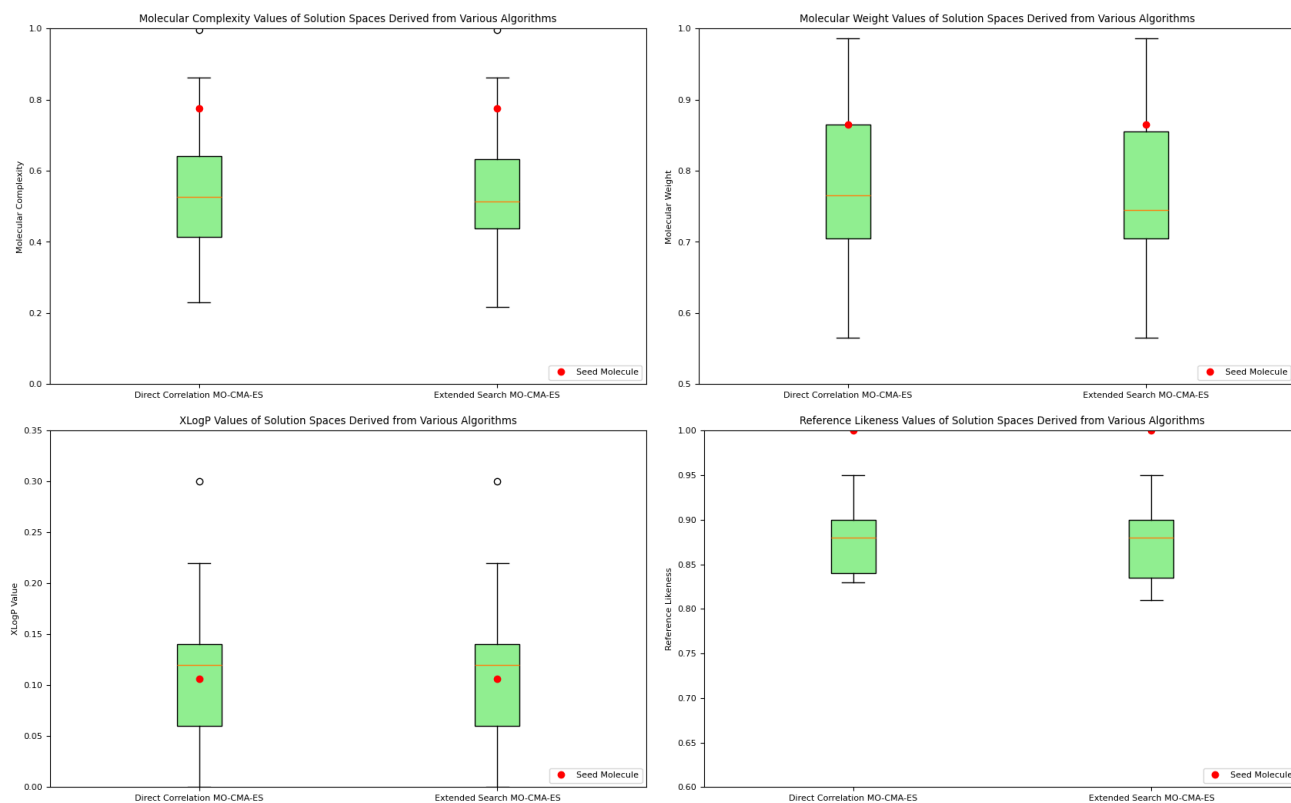 Molecular Complexity Values of Solution Spaces Derived from Various Algorithms
1.0
0.8
0.6
0.4
0.2
0.0
Molecular Complexity
Direct Correlation MO-CMA-ES
Extended Search MO-CMA-ES
Seed Molecule
Molecular Weight Values of Solution Spaces Derived from Various Algorithms
1.0
0.9
0.8
0.7
0.6
0.5
Molecular Weight
Direct Correlation MO-CMA-ES
Extended Search MO-CMA-ES
Seed Molecule
XLogP Values of Solution Spaces Derived from Various Algorithms
0.35
0.30
0.25
0.20
0.15
0.10
0.05
0.00
XLogP Value
Direct Correlation MO-CMA-ES
Extended Search MO-CMA-ES
Seed Molecule
Reference Likeness Values of Solution Spaces Derived from Various Algorithms
1.00
0.95
0.90
0.85
0.80
0.75
0.70
0.65
0.60
Reference Likeness
Direct Correlation MO-CMA-ES
Extended Search MO-CMA-ES
Seed Molecule